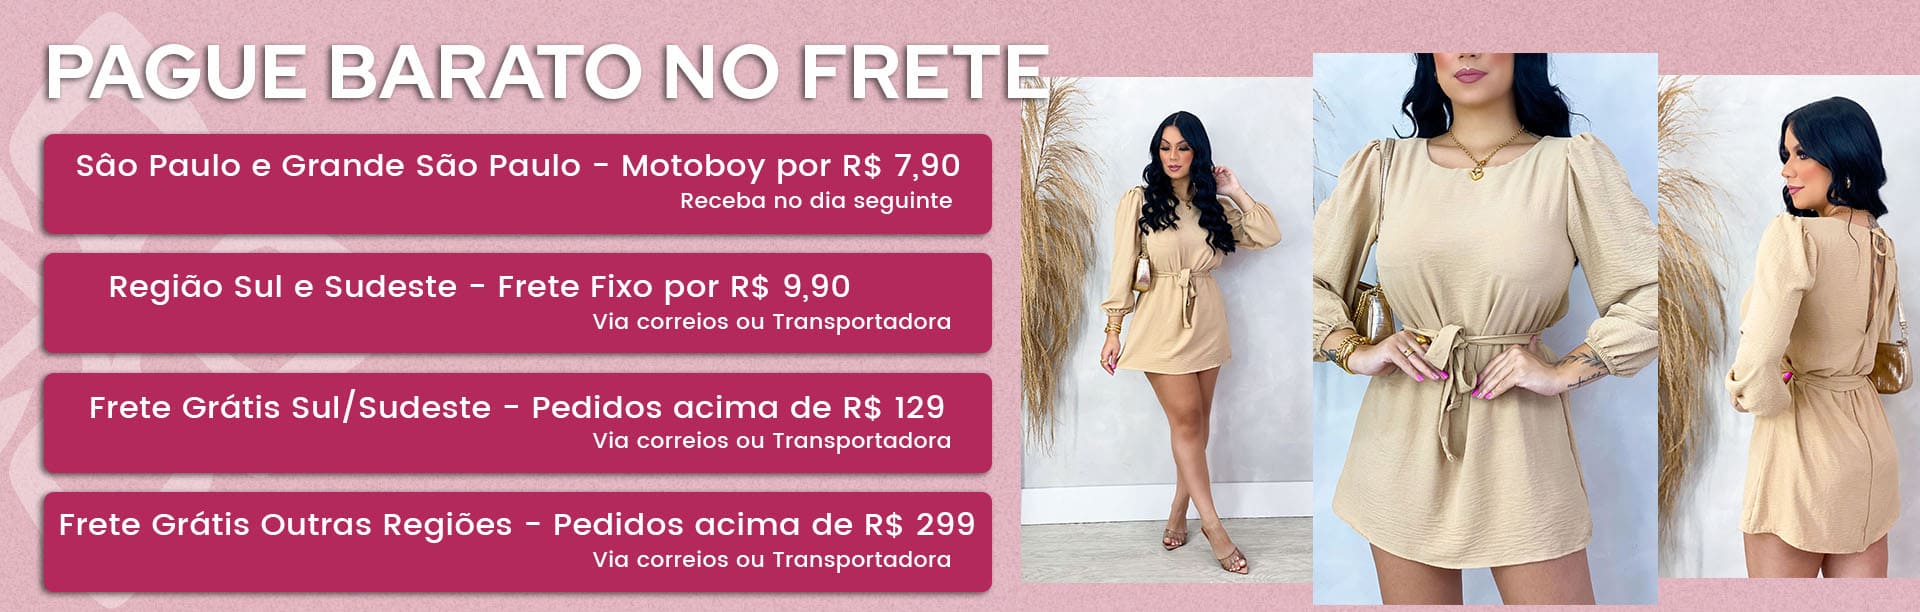 PAGUE BARATO NO FRETE
Sâo Paulo e Grande São Paulo - Motoboy por R$ 7,90
Receba no dia seguinte
Região Sul e Sudeste - Frete Fixo por R$ 9,90
Via correios ou Transportadora
Frete Grátis Sul/Sudeste - Pedidos acima de R$ 129
Via correios ou Transportadora
Frete Grátis Outras Regiões - Pedidos acima de R$ 299
Via correios ou Transportadora